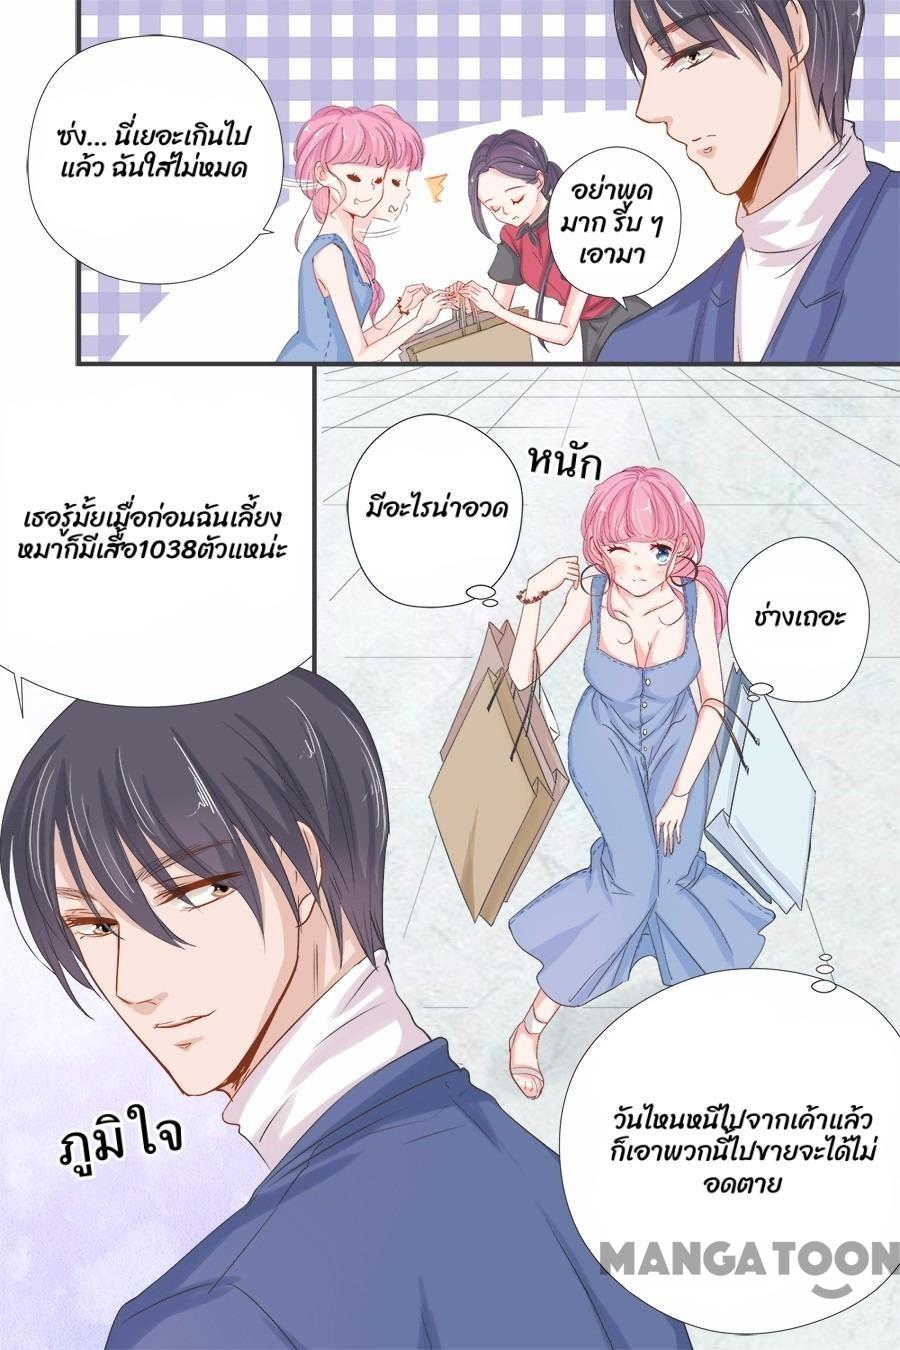 ซ่ง... นี่เยอะเกินไป
แล้ว ฉันใส่ไม่หมด
อย่าพูด
มาก รีบ ๆ
เอามา
เธอรู้มั้ยเมื่อก่อนฉันเลี้ยง
หมาก็มีเสื้อ1038ตัวแหน่ะ
หนัก
มีอะไรน่าอวด
ช่างเถอะ
ภูมิใจ
วันไหนหนีไปจากเค้าแล้ว
ก็เอาพวกนี้ไปขายจะได้ไม่
อดตาย
MANGATOON